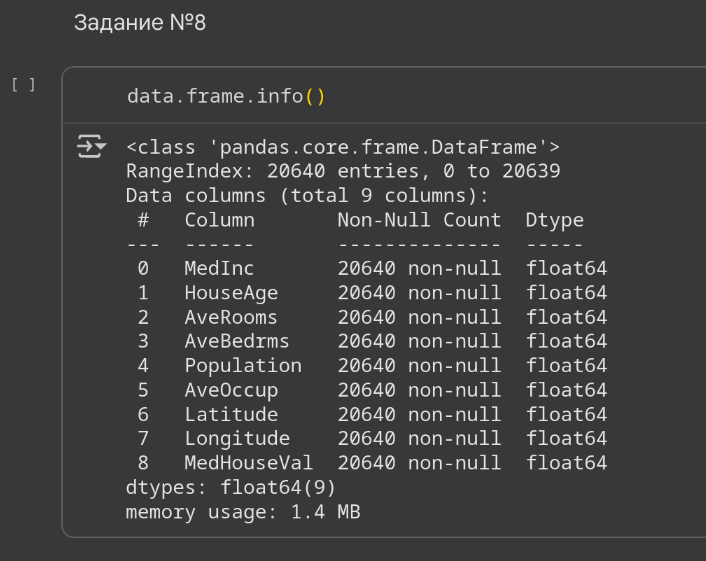 Задание №8
[ ]
data.frame.info()
<class 'pandas.core.frame.DataFrame'>
RangeIndex: 20640 entries, 0 to 20639
Data columns (total 9 columns):
 #   Column       Non-Null Count  Dtype
---  ------       --------------  -----
 0   MedInc       20640 non-null  float64
 1   HouseAge     20640 non-null  float64
 2   AveRooms     20640 non-null  float64
 3   AveBedrms    20640 non-null  float64
 4   Population   20640 non-null  float64
 5   AveOccup     20640 non-null  float64
 6   Latitude     20640 non-null  float64
 7   Longitude    20640 non-null  float64
 8   MedHouseVal  20640 non-null  float64
dtypes: float64(9)
memory usage: 1.4 MB